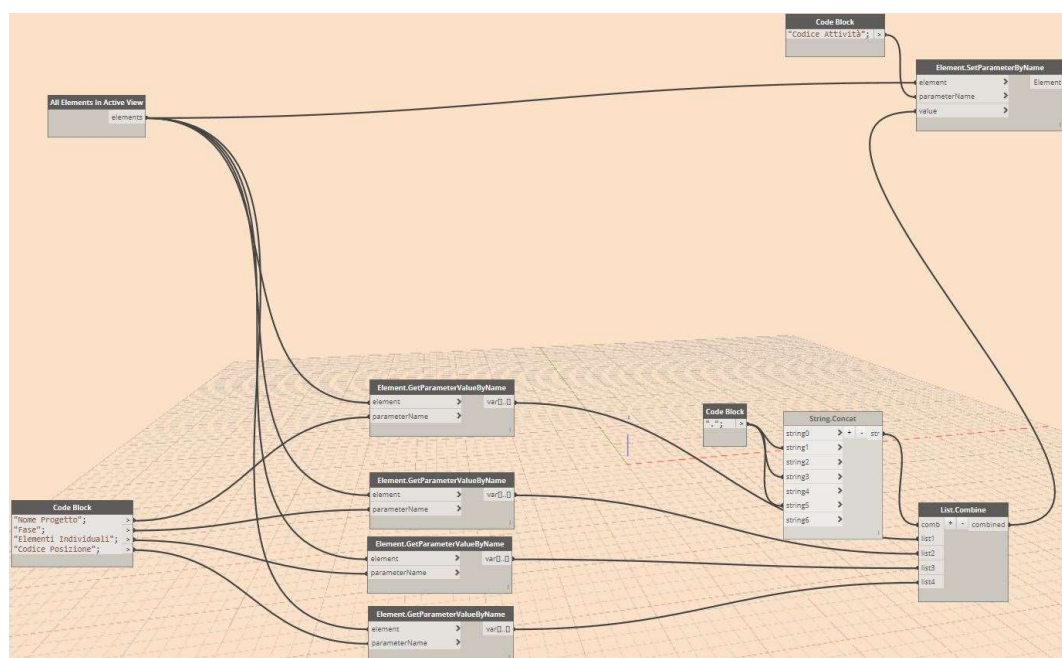 Code Block
"Codice Attività"; >
Element.SetParameterByName
element > Element
parameterName >
value >
All Elements In Active View
elements
Element.GetParameterValueByName
element > var[]..[]
parameterName >
Code Block
"."; >
String.Concat
string0 > + - str
string1 >
string2 >
string3 >
string4 >
string5 >
string6 >
Element.GetParameterValueByName
element > var[]..[]
parameterName >
Code Block
"Nome Progetto"; >
"Fase"; >
"Elementi Individuali"; >
"Codice Posizione"; >
List.Combine
comb + - combined
list1
list2
list3
list4
Element.GetParameterValueByName
element > var[]..[]
parameterName >
Element.GetParameterValueByName
element > var[]..[]
parameterName >